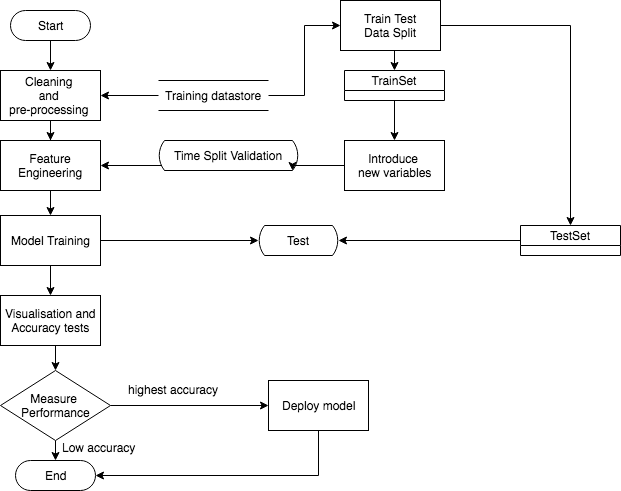 Start
Train Test
Data Split
Cleaning
and
pre-processing
Training datastore
TrainSet
Feature
Engineering
Time Split Validation
Introduce
new variables
Model Training
Test
TestSet
Visualisation and
Accuracy tests
Measure
Performance
highest accuracy
Deploy model
Low accuracy
End